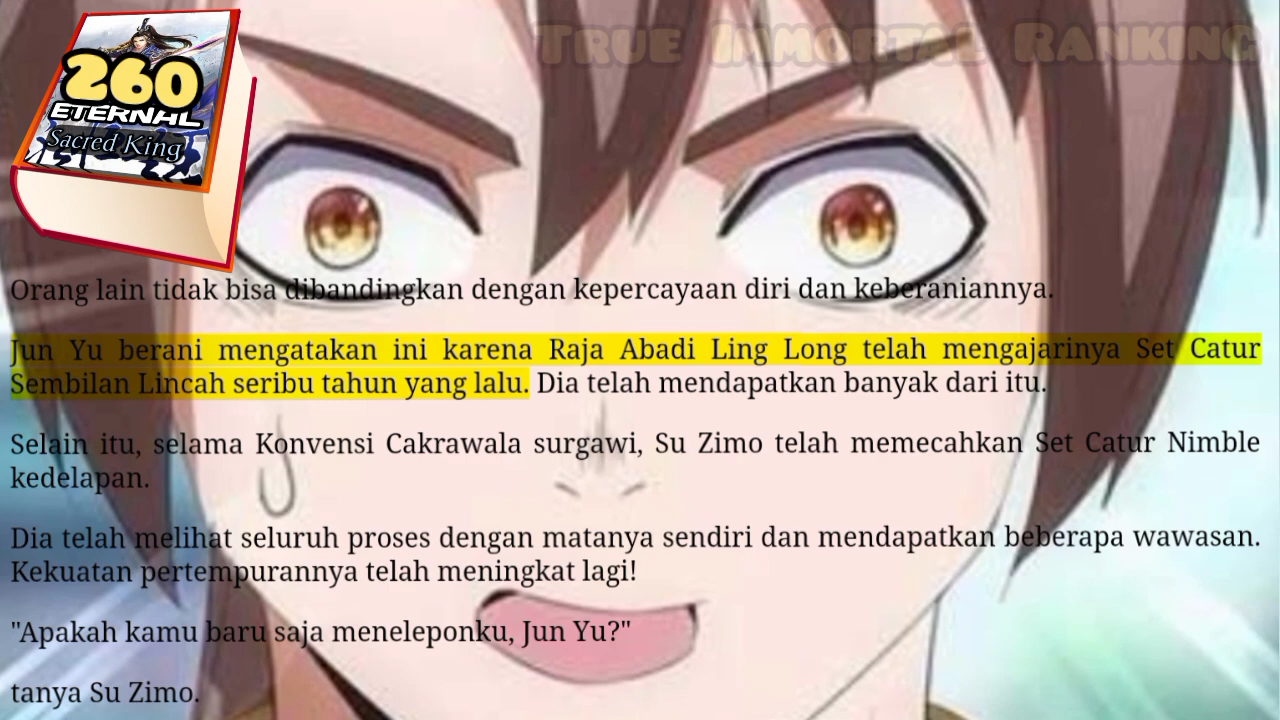 True Immortal Ranking
260
ETERNAL
Sacred King
Orang lain tidak bisa dibandingkan dengan kepercayaan diri dan keberaniannya.
Jun Yu berani mengatakan ini karena Raja Abadi Ling Long telah mengajarinya Set Catur
Sembilan Lincah seribu tahun yang lalu. Dia telah mendapatkan banyak dari itu.
Selain itu, selama Konvensi Cakrawala surgawi, Su Zimo telah memecahkan Set Catur Nimble
kedelapan.
Dia telah melihat seluruh proses dengan matanya sendiri dan mendapatkan beberapa wawasan.
Kekuatan pertempurannya telah meningkat lagi!
"Apakah kamu baru saja meneleponku, Jun Yu?"
tanya Su Zimo.